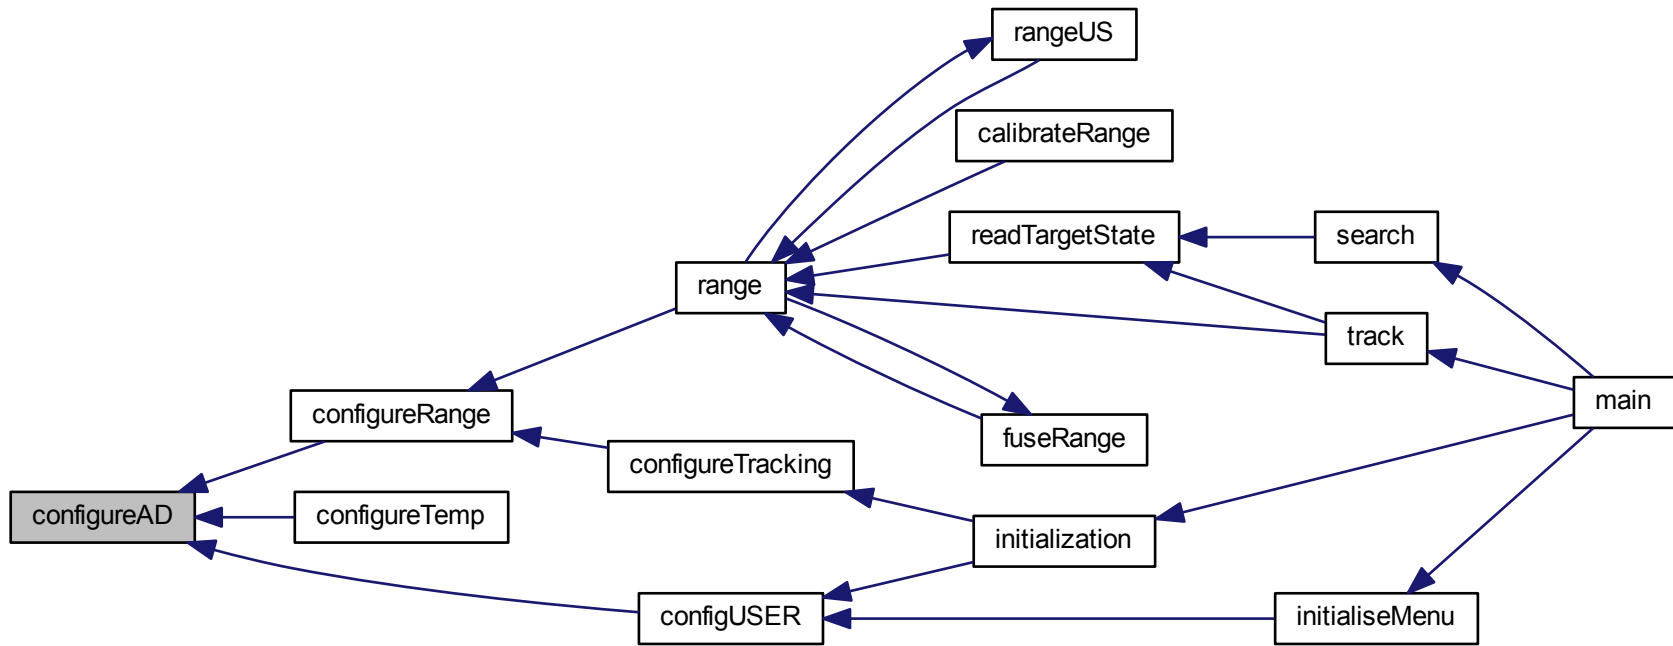 rangeUS
calibrateRange
readTargetState
search
range
track
main
configureRange
fuseRange
configureTracking
configureAD
configureTemp
initialization
configUSER
initialiseMenu